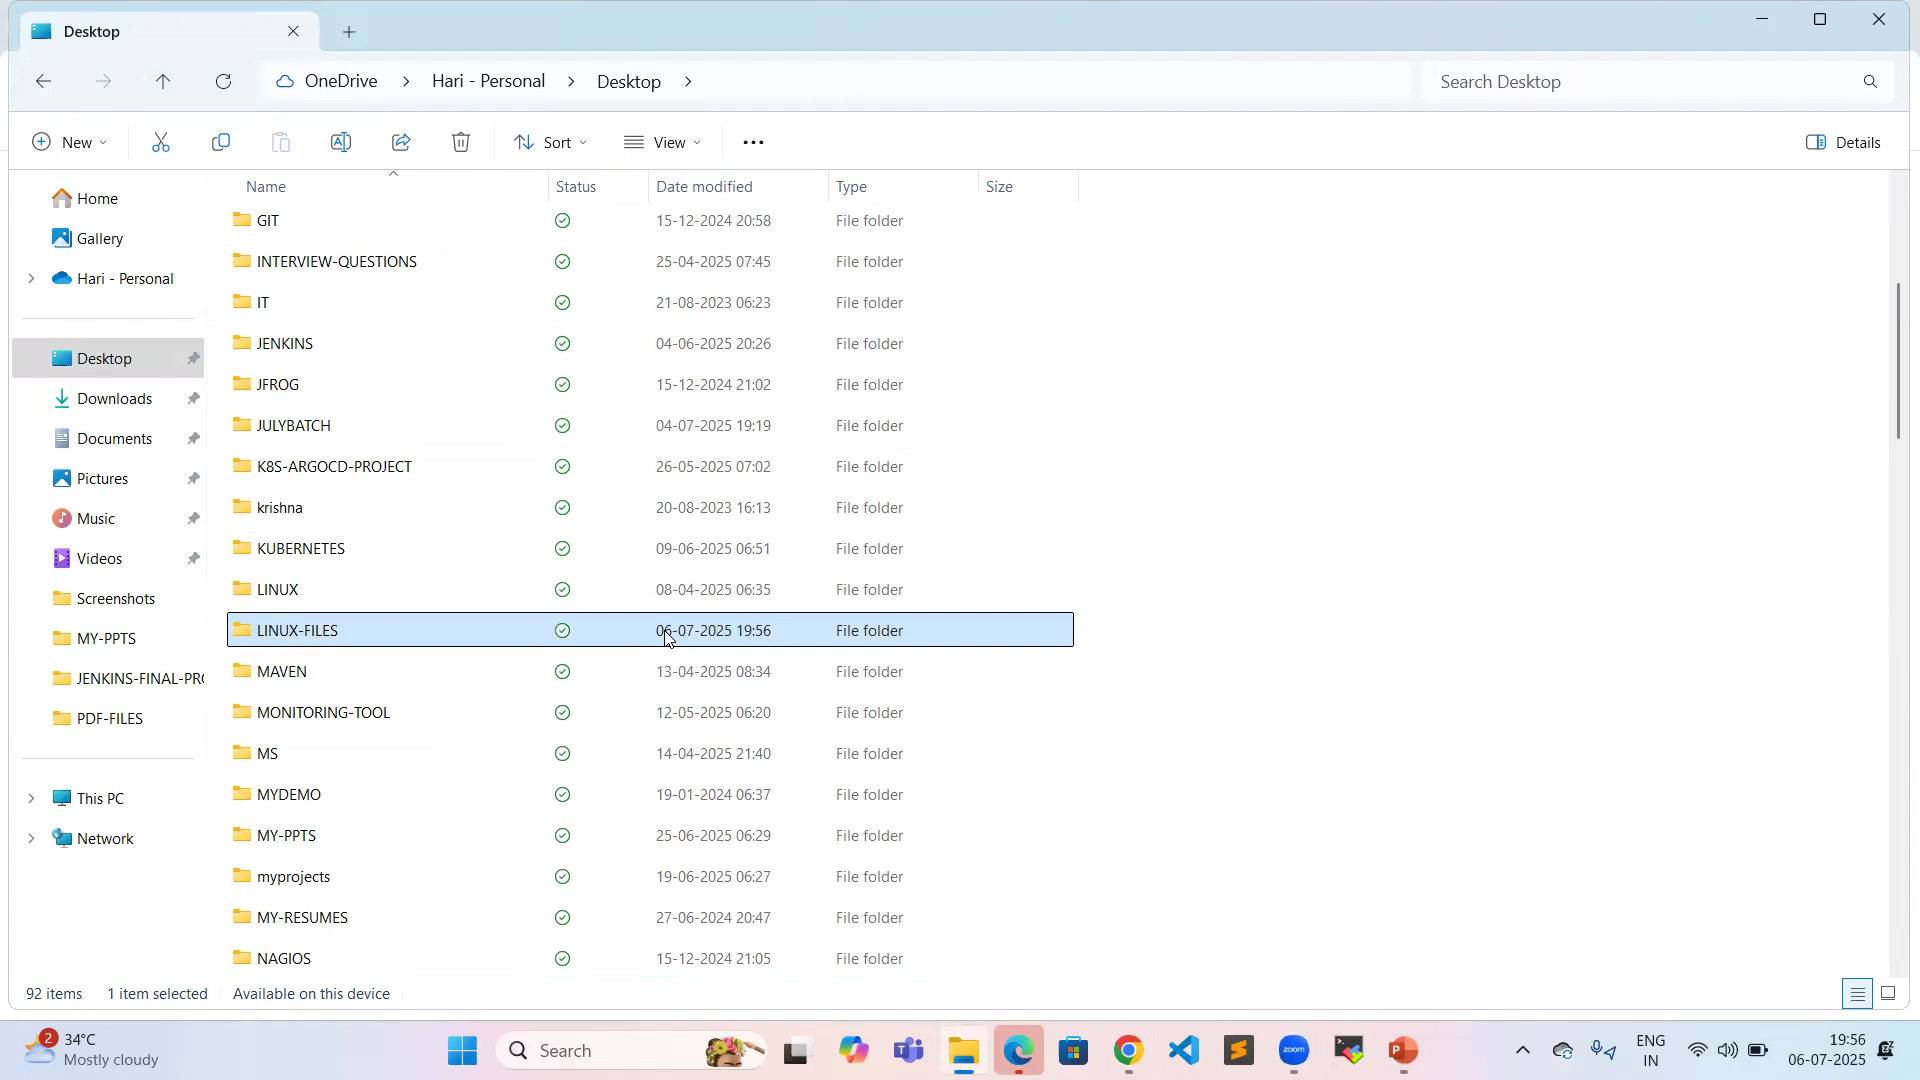 Desktop
OneDrive > Hari - Personal > Desktop >
Search Desktop
New
Sort
View
Details
Home
Gallery
Hari - Personal
Desktop
Downloads
Documents
Pictures
Music
Videos
Screenshots
MY-PPTS
JENKINS-FINAL-PRO
PDF-FILES
This PC
Network
Name Status Date modified Type Size
GIT 15-12-2024 20:58 File folder
INTERVIEW-QUESTIONS 25-04-2025 07:45 File folder
IT 21-08-2023 06:23 File folder
JENKINS 04-06-2025 20:26 File folder
JFROG 15-12-2024 21:02 File folder
JULYBATCH 04-07-2025 19:19 File folder
K8S-ARGOCD-PROJECT 26-05-2025 07:02 File folder
krishna 20-08-2023 16:13 File folder
KUBERNETES 09-06-2025 06:51 File folder
LINUX 08-04-2025 06:35 File folder
LINUX-FILES 06-07-2025 19:56 File folder
MAVEN 13-04-2025 08:34 File folder
MONITORING-TOOL 12-05-2025 06:20 File folder
MS 14-04-2025 21:40 File folder
MYDEMO 19-01-2024 06:37 File folder
MY-PPTS 25-06-2025 06:29 File folder
myprojects 19-06-2025 06:27 File folder
MY-RESUMES 27-06-2024 20:47 File folder
NAGIOS 15-12-2024 21:05 File folder
92 items 1 item selected Available on this device
2
34°C
Mostly cloudy
Search
zoom
ENG
IN
19:56
06-07-2025